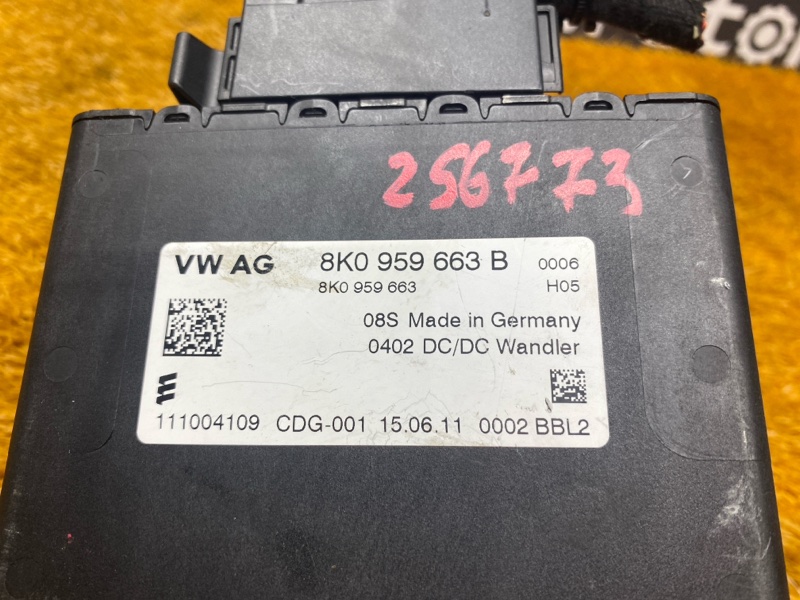 256773
VW AG 8K0 959 663 B 0006
8K0 959 663 H05
08S Made in Germany
0402 DC/DC Wandler
111004109 CDG-001 15.06.11 0002 BBL2